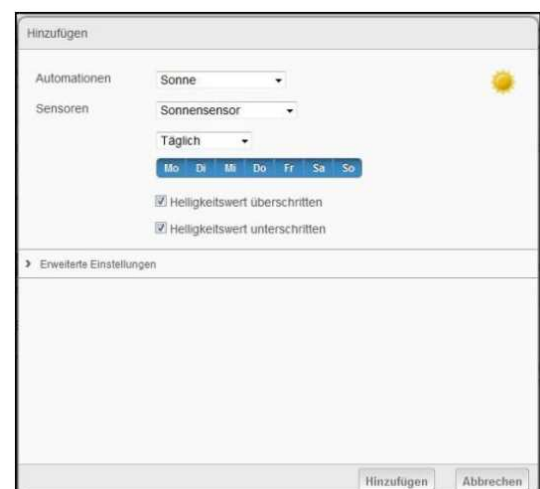 Hinzufügen
Automationen Sonne
Sensoren Sonnensensor
Täglich
Mo Di Mi Do Fr Sa So
Helligkeitswert überschritten
Helligkeitswert unterschritten
Erweiterte Einstellungen
Hinzufügen Abbrechen